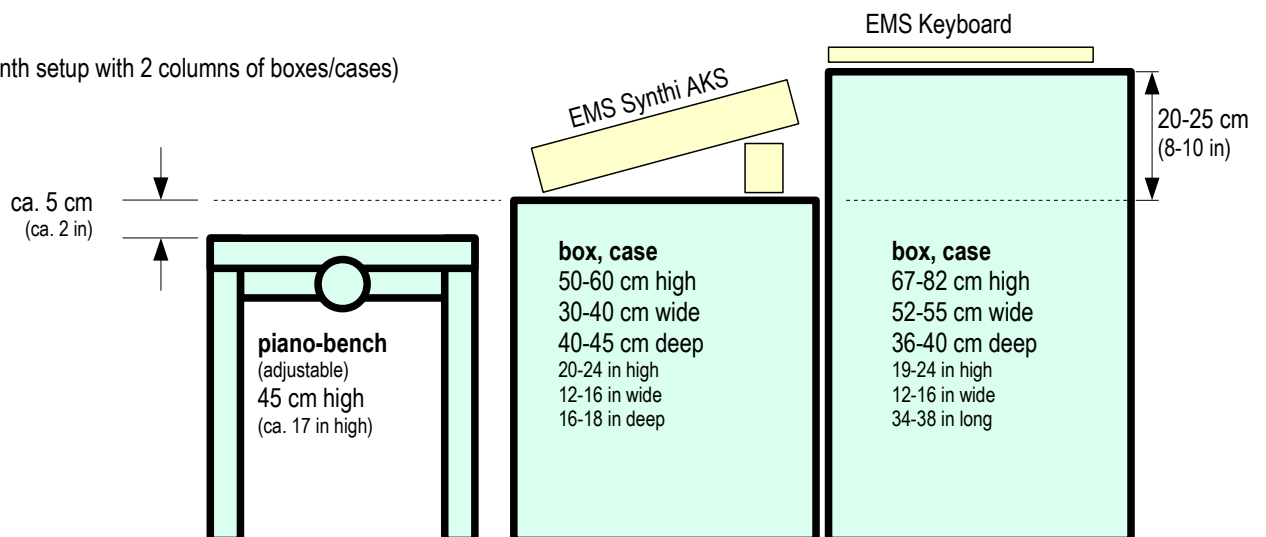 EMS Keyboard
nth setup with 2 columns of boxes/cases)
EMS Synthi AKS
20-25 cm
(8-10 in)
ca. 5 cm
(ca. 2 in)
piano-bench
(adjustable)
45 cm high
(ca. 17 in high)
box, case
50-60 cm high
30-40 cm wide
40-45 cm deep
20-24 in high
12-16 in wide
16-18 in deep
box, case
67-82 cm high
52-55 cm wide
36-40 cm deep
19-24 in high
12-16 in wide
34-38 in long